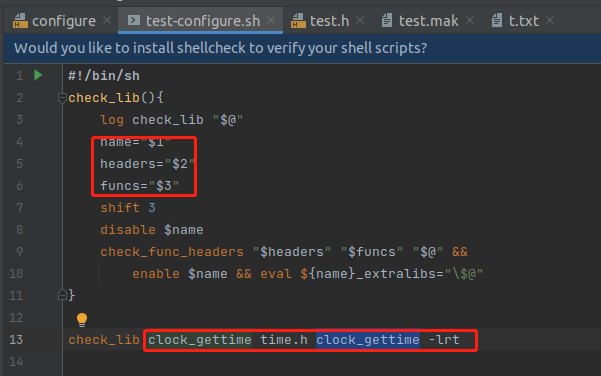 configure test-configure.sh test.h test.mak t.txt
Would you like to install shellcheck to verify your shell scripts?
1 #!/bin/sh
2 check_lib(){
3 log check_lib "$@"
4 name="$1"
5 headers="$2"
6 funcs="$3"
7 shift 3
8 disable $name
9 check_func_headers "$headers" "$funcs" "$@" &&
10 enable $name && eval ${name}_extralibs="\$@"
11 }
12
13 check_lib clock_gettime time.h clock_gettime -lrt
14